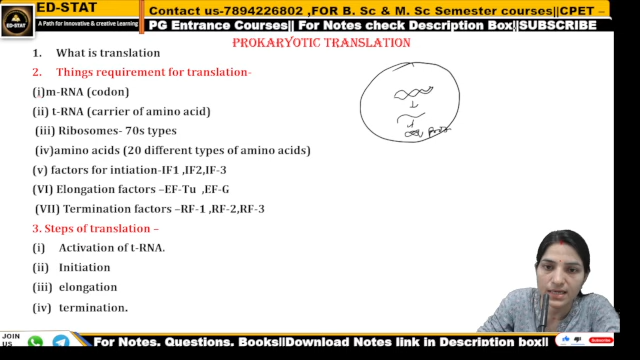 ED-STAT
A Path for Innovative & creative Learning
Contact us-7894226802 ,FOR B. Sc & M. Sc Semester courses||CPET –
PG Entrance Courses|| For Notes check Description Box||SUBSCRIBE
PROKARYOTIC TRANSLATION
1. What is translation
2. Things requirement for translation-
(i)m-RNA (codon)
(ii) t-RNA (carrier of amino acid)
(iii) Ribosomes- 70s types
(iv)amino acids (20 different types of amino acids)
(v) factors for intiation-IF1 ,IF2,IF-3
(VI) Elongation factors –EF-Tu ,EF-G
(VII) Termination factors –RF-1 ,RF-2,RF-3
3. Steps of translation –
(i) Activation of t-RNA.
(ii) Initiation
(iii) elongation
(iv) termination.
JOIN US
For Notes. Questions. Books||Download Notes link in Description box||